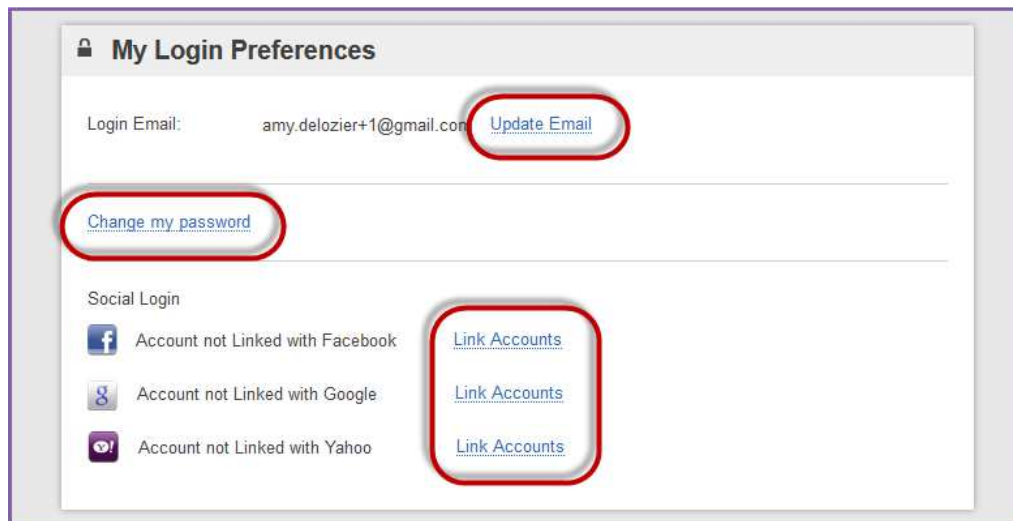 My Login Preferences
Login Email: amy.delozier+1@gmail.com Update Email
Change my password
Social Login
f Account not Linked with Facebook Link Accounts
g Account not Linked with Google Link Accounts
Y! Account not Linked with Yahoo Link Accounts